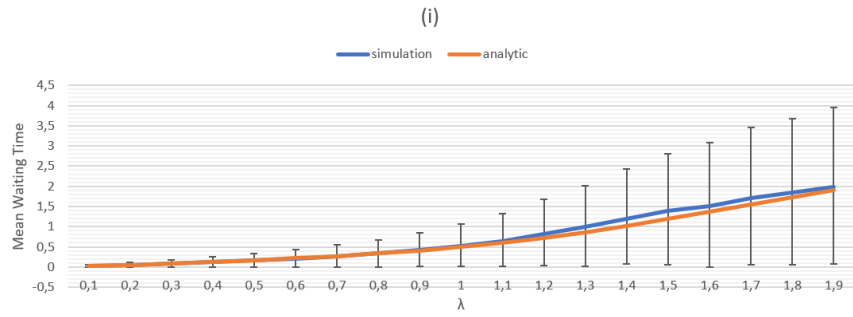 (i)
simulation analytic
Mean Waiting Time
4,5
4
3,5
3
2,5
2
1,5
1
0,5
0
-0,5
0,1 0,2 0,3 0,4 0,5 0,6 0,7 0,8 0,9 1 1,1 1,2 1,3 1,4 1,5 1,6 1,7 1,8 1,9
λ